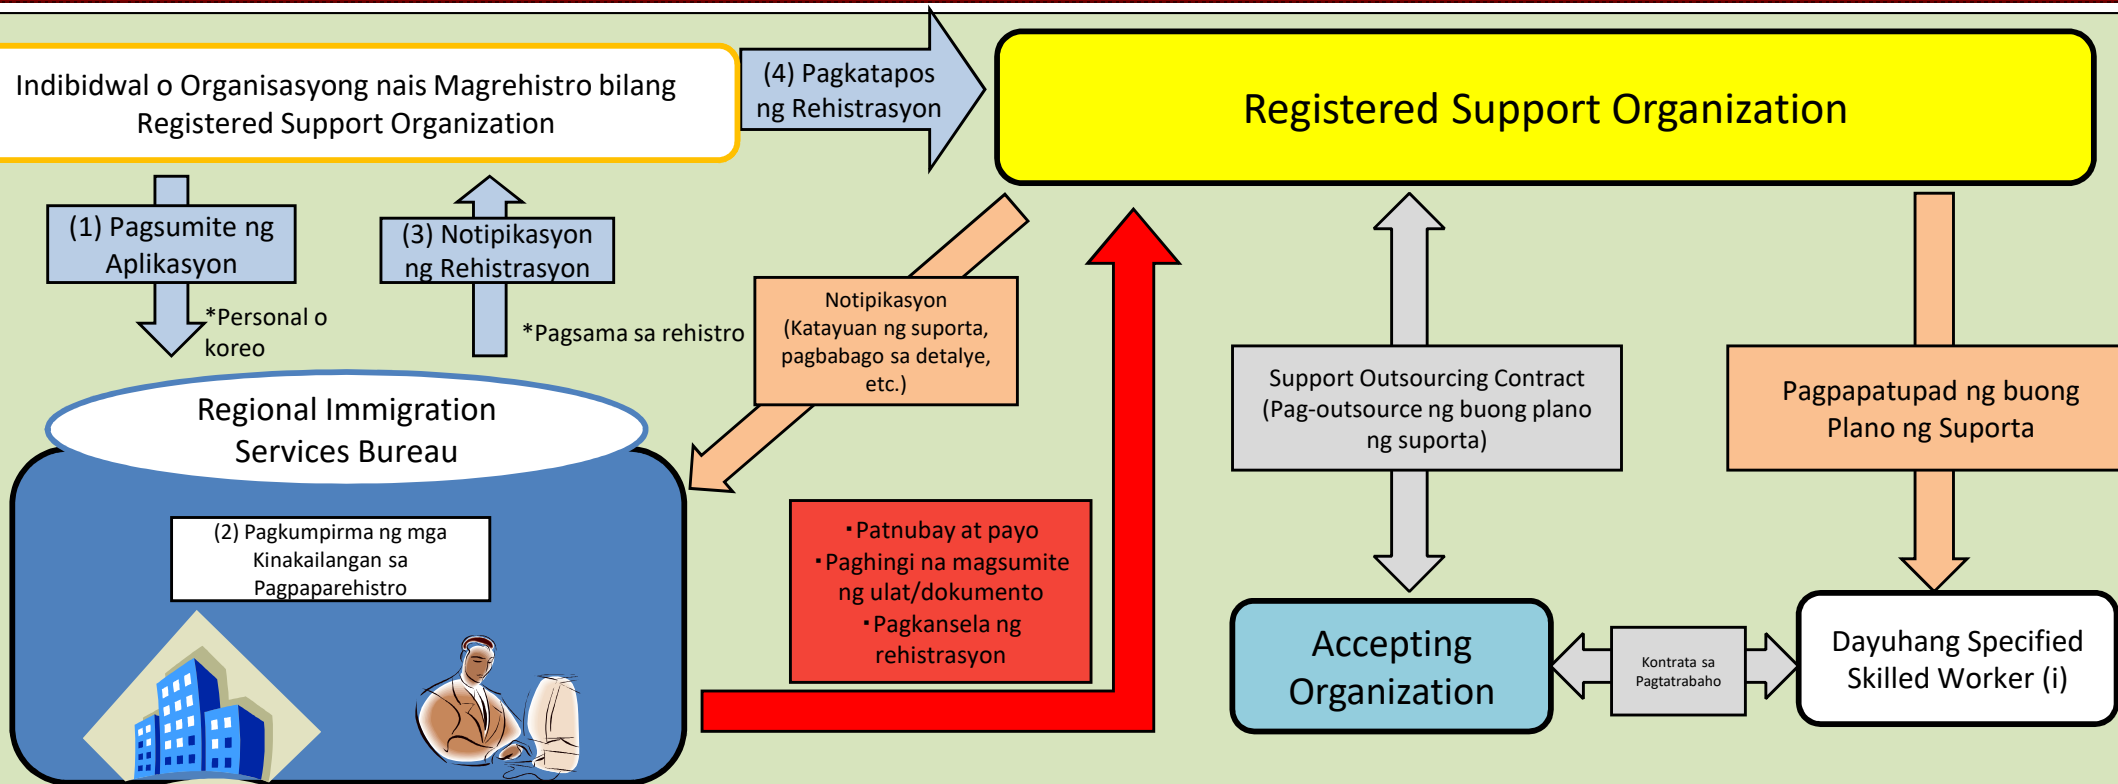 Indibidwal o Organisasyong nais Magrehistro bilang
Registered Support Organization
(4) Pagkatapos
ng Rehistrasyon
Registered Support Organization
(1) Pagsumite ng
Aplikasyon
*Personal o
koreo
(3) Notipikasyon
ng Rehistrasyon
*Pagsama sa rehistro
Notipikasyon
(Katayuan ng suporta,
pagbabago sa detalye,
etc.)
Support Outsourcing Contract
(Pag-outsource ng buong plano
ng suporta)
Pagpapatupad ng buong
Plano ng Suporta
Regional Immigration
Services Bureau
(2) Pagkumpirma ng mga
Kinakailangan sa
Pagpaparehistro
・Patnubay at payo
・Paghingi na magsumite
ng ulat/dokumento
・Pagkansela ng
rehistrasyon
Accepting
Organization
Kontrata sa
Pagtatrabaho
Dayuhang Specified
Skilled Worker (i)